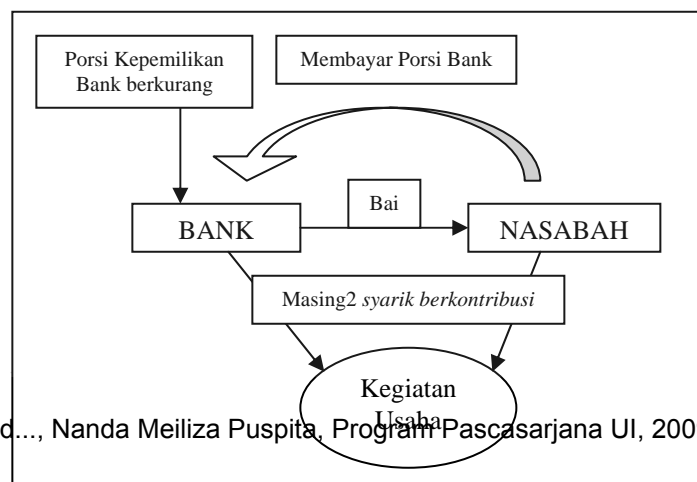 Porsi Kepemilikan
Bank berkurang
Membayar Porsi Bank
Bai
BANK
NASABAH
Masing2 syarik berkontribusi
Kegiatan
Usaha
d..., Nanda Meiliza Puspita, Program Pascasarjana UI, 200